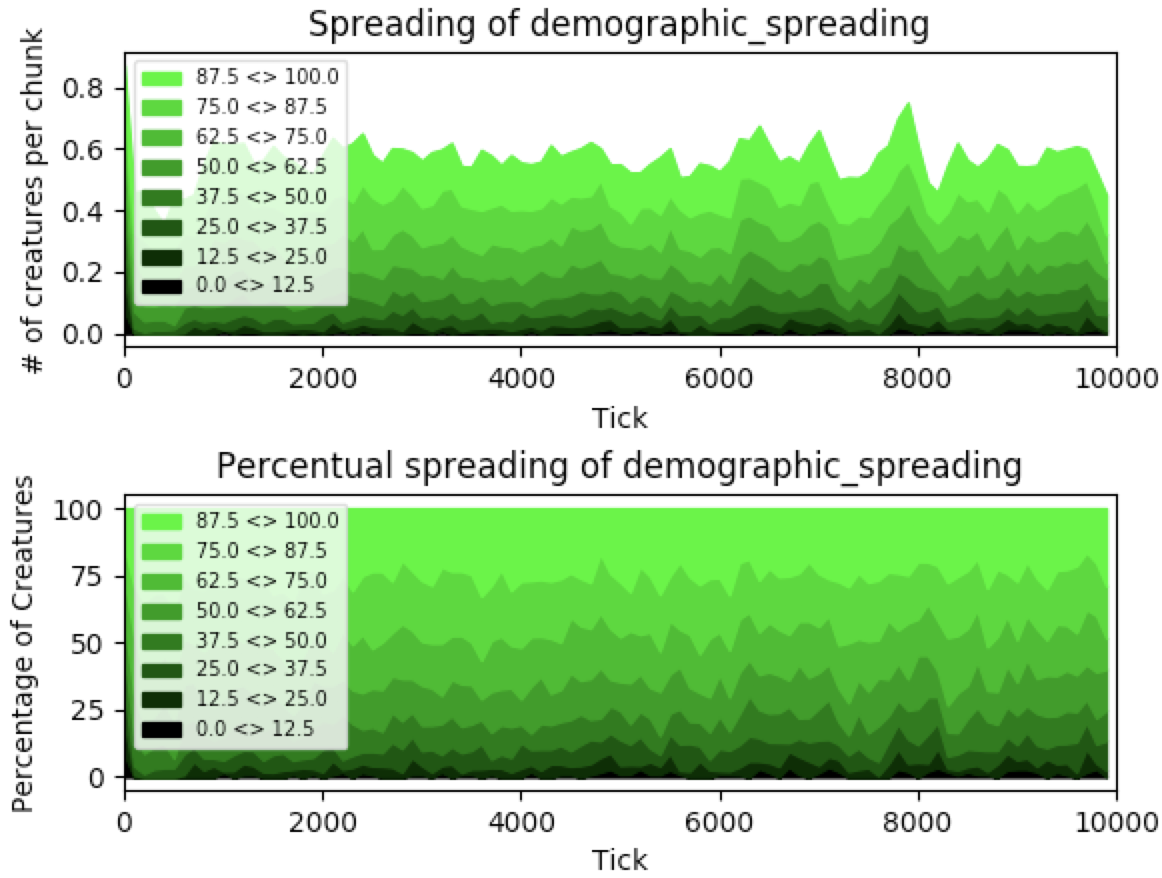 Spreading of demographic_spreading
# of creatures per chunk
0.8
0.6
0.4
0.2
0.0
87.5 <> 100.0
75.0 <> 87.5
62.5 <> 75.0
50.0 <> 62.5
37.5 <> 50.0
25.0 <> 37.5
12.5 <> 25.0
0.0 <> 12.5
0 2000 4000 6000 8000 10000
Tick
Percentual spreading of demographic_spreading
Percentage of Creatures
100
75
50
25
0
87.5 <> 100.0
75.0 <> 87.5
62.5 <> 75.0
50.0 <> 62.5
37.5 <> 50.0
25.0 <> 37.5
12.5 <> 25.0
0.0 <> 12.5
0 2000 4000 6000 8000 10000
Tick